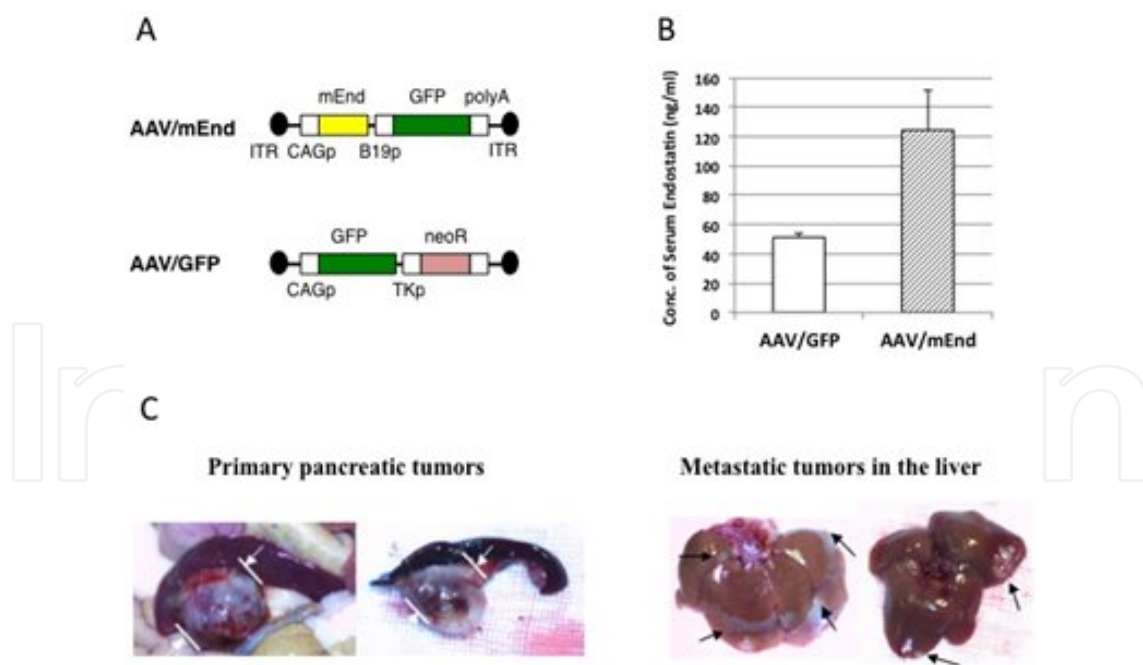 A
mEnd GFP polyA
AAV/mEnd
ITR CAGp B19p ITR
GFP neoR
AAV/GFP
CAGp TKp
B
Conc. of Serum Endostatin (ng/ml)
160
140
120
100
80
60
40
20
0
AAV/GFP AAV/mEnd
C
Primary pancreatic tumors Metastatic tumors in the liver